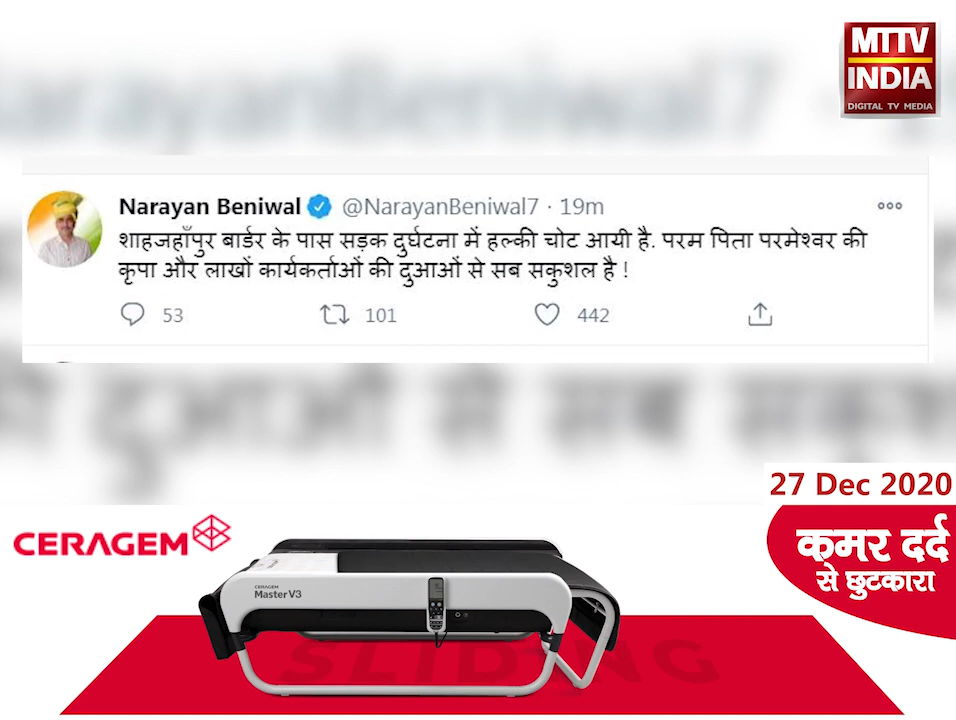 MTTV
INDIA
DIGITAL TV MEDIA
Narayan Beniwal @NarayanBeniwal7 · 19m
शाहजहाँपुर बार्डर के पास सड़क दुर्घटना में हल्की चोट आयी है. परम पिता परमेश्वर की
कृपा और लाखों कार्यकर्ताओं की दुआओं से सब सकुशल है !
53 101 442
27 Dec 2020
CERAGEM
कमर दर्द
से छुटकारा
CERAGEM
Master V3
SLIDING